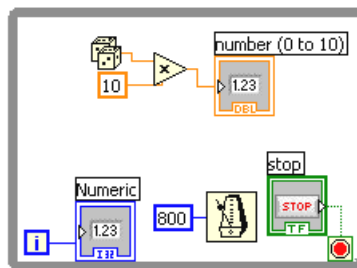 number (0 to 10)
10
x
1.23
DBL
stop
Numeric
800
STOP
1.23
TF
i
I32